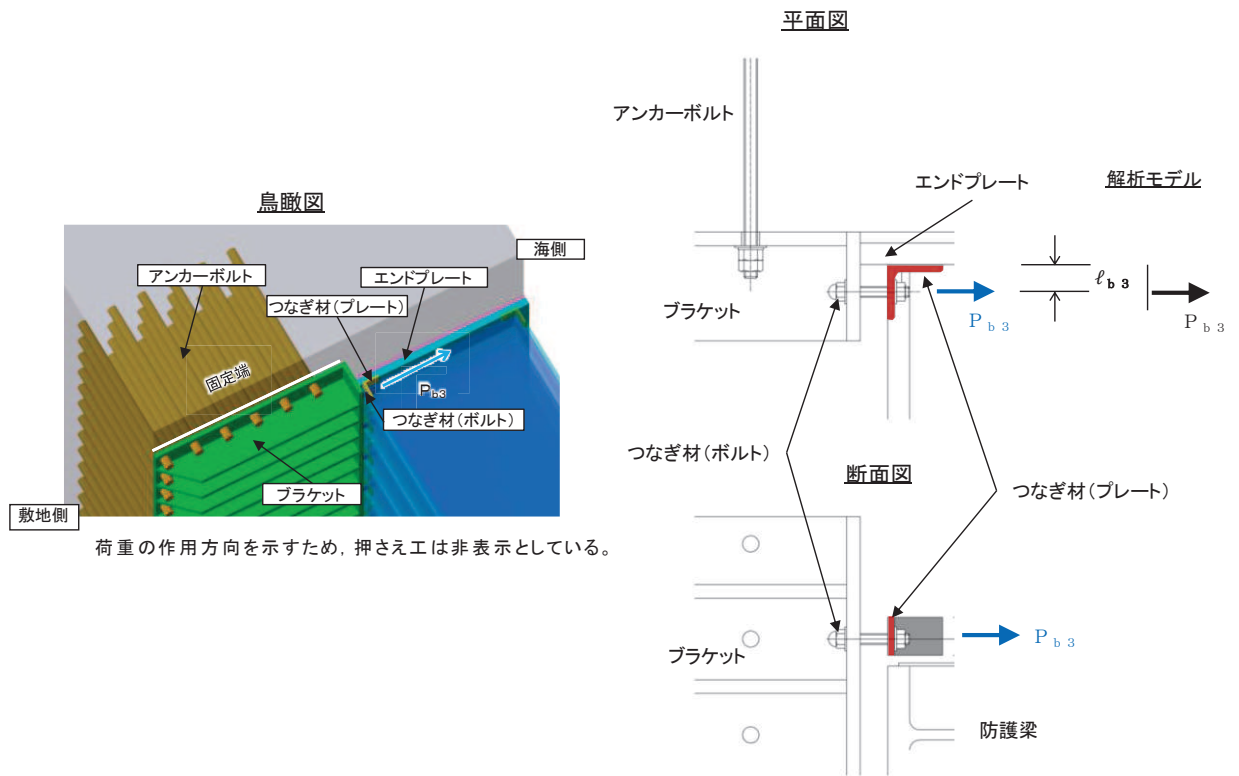 鳥瞰図
海側
アンカーボルト
エンドプレート
つなぎ材(プレート)
固定端
Pb3
つなぎ材(ボルト)
ブラケット
敷地側
荷重の作用方向を示すため,押さえ工は非表示としている。
平面図
アンカーボルト
エンドプレート
解析モデル
ブラケット
ℓb3
Pb3
Pb3
つなぎ材(ボルト)
断面図
つなぎ材(プレート)
Pb3
ブラケット
防護梁